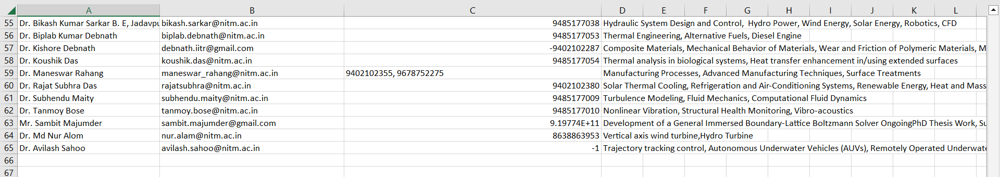 A B C D E F G H I J K L
55 Dr. Bikash Kumar Sarkar B. E, Jadavpu bikash.sarkar@nitm.ac.in 9485177038 Hydraulic System Design and Control, Hydro Power, Wind Energy, Solar Energy, Robotics, CFD
56 Dr. Biplab Kumar Debnath biplab.debnath@nitm.ac.in 9485177053 Thermal Engineering, Alternative Fuels, Diesel Engine
57 Dr. Kishore Debnath debnath.iitr@gmail.com -9402102287 Composite Materials, Mechanical Behavior of Materials, Wear and Friction of Polymeric Materials, M
58 Dr. Koushik Das koushik.das@nitm.ac.in 9485177054 Thermal analysis in biological systems, Heat transfer enhancement in/using extended surfaces
59 Dr. Maneswar Rahang maneswar_rahang@nitm.ac.in 9402102355, 9678752275 Manufacturing Processes, Advanced Manufacturing Techniques, Surface Treatments
60 Dr. Rajat Subhra Das rajatsubhra@nitm.ac.in 9402102380 Solar Thermal Cooling, Refrigeration and Air-Conditioning Systems, Renewable Energy, Heat and Mass
61 Dr. Subhendu Maity subhendu.maity@nitm.ac.in 9485177009 Turbulence Modeling, Fluid Mechanics, Computational Fluid Dynamics
62 Dr. Tanmoy Bose tanmoy.bose@nitm.ac.in 9485177010 Nonlinear Vibration, Structural Health Monitoring, Vibro-acoustics
63 Mr. Sambit Majumder sambit.majumder@gmail.com 9.19774E+11 Development of a General Immersed Boundary-Lattice Boltzmann Solver OngoingPhD Thesis Work, Su
64 Dr. Md Nur Alom nur.alam@nitm.ac.in 8638863953 Vertical axis wind turbine,Hydro Turbine
65 Dr. Avilash Sahoo avilash.sahoo@nitm.ac.in -1 Trajectory tracking control, Autonomous Underwater Vehicles (AUVs), Remotely Operated Underwate
66
67